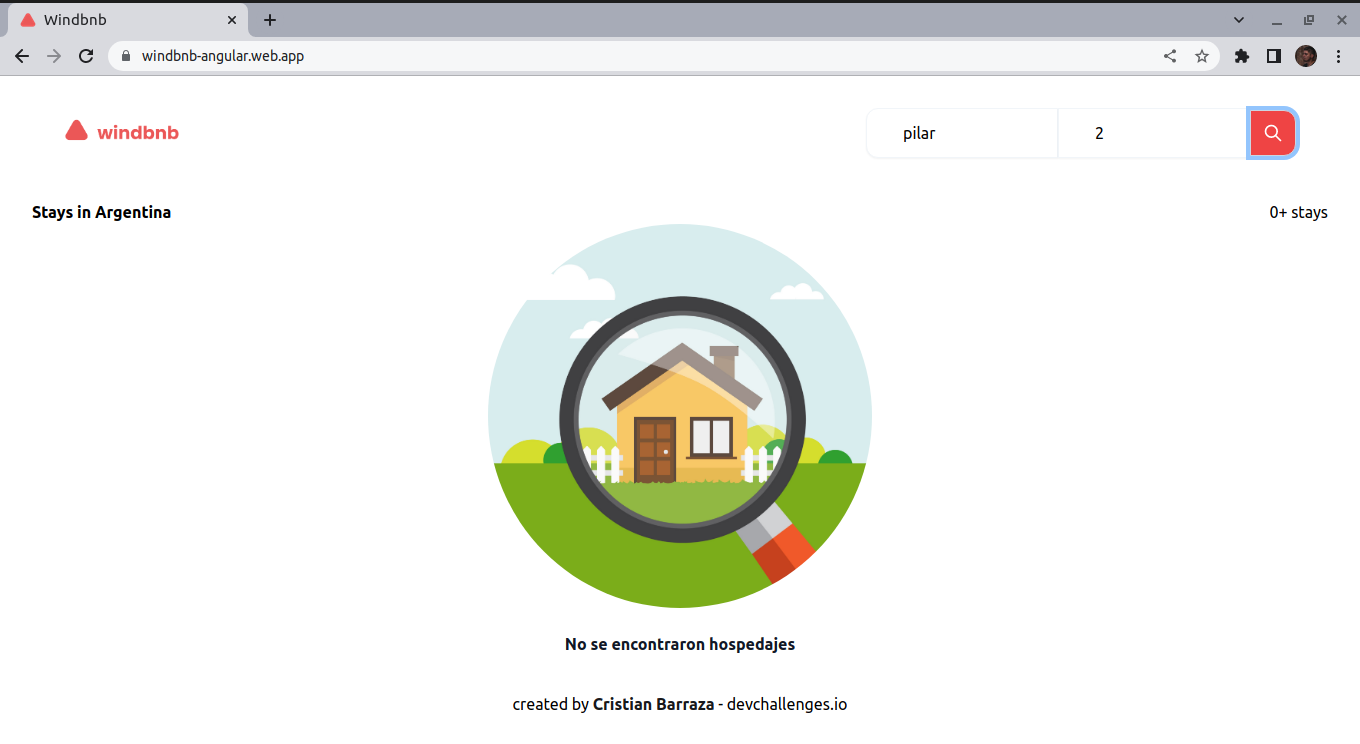 Windbnb
windbnb-angular.web.app
windbnb
pilar
2
Stays in Argentina
0+ stays
No se encontraron hospedajes
created by Cristian Barraza - devchallenges.io